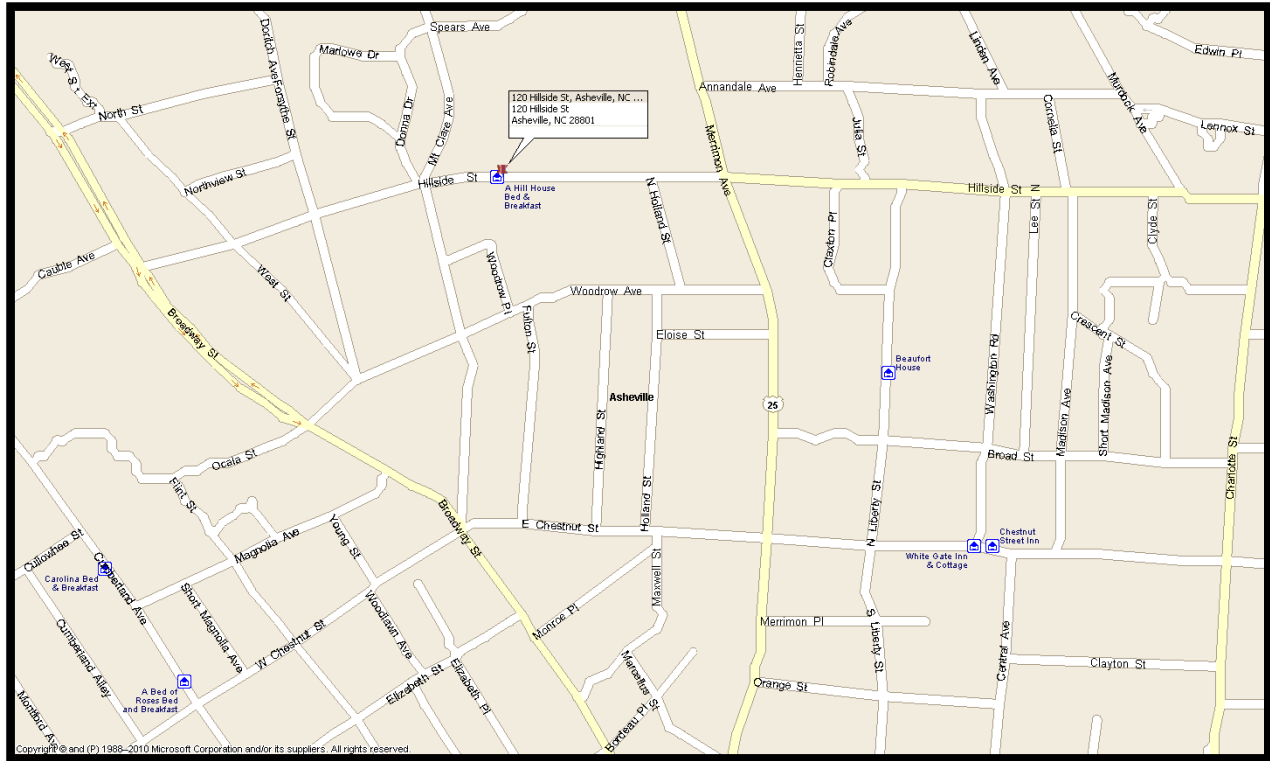 Spears Ave
Doritch Ave
Marlowe Dr
Henrietta St
Robindale Ave
Linden Ave
Edwin Pl
West St Ext
Forsythe St
North St
Donna Dr
Mt Clare Ave
120 Hillside St, Asheville, NC ...
120 Hillside St
Asheville, NC 28801
Annandale Ave
Murdock Ave
Cornelia St
Lennox St
Julia St
Merrimon Ave
Northview St
Hillside St
A Hill House
Bed &
Breakfast
N Holland St
Hillside St
N
Lee St
Clyde St
Claxton Pl
Cauble Ave
West St
Woodrow Pl
Woodrow Ave
Fulton St
Broadway St
Eloise St
Crescent St
Beaufort
House
Washington Rd
Madison Ave
Short Madison Ave
Asheville
25
Highland St
Holland St
Charlotte St
Broad St
Ocala St
Flint St
N Liberty St
Broadway St
E Chestnut St
Young St
Magnolia Ave
Cullowhee St
Carolina Bed
& Breakfast
Cumberland Ave
White Gate Inn
& Cottage
Chestnut
Street Inn
Maxwell St
Short Magnolia Ave
Woodlawn Ave
Monroe Pl
Merrimon Pl
S Liberty St
Central Ave
Cumberland Alley
W Chestnut St
Elizabeth St
Elizabeth Pl
Marcellus St
Clayton St
Orange St
A Bed of
Roses Bed
and Breakfast
Montford Ave
Bordeau Pl
Copyright © and (P) 1988–2010 Microsoft Corporation and/or its suppliers. All rights reserved.